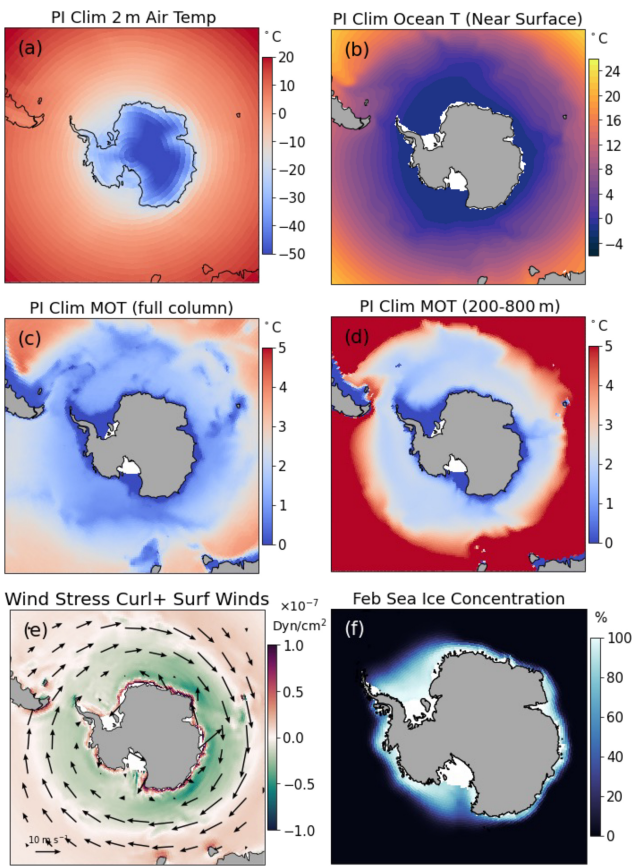 PI Clim 2 m Air Temp
(a)
°C
20
10
0
−10
−20
−30
−40
−50
PI Clim Ocean T (Near Surface)
(b)
°C
24
20
16
12
8
4
0
−4
PI Clim MOT (full column)
(c)
°C
5
4
3
2
1
0
PI Clim MOT (200-800 m)
(d)
°C
5
4
3
2
1
0
Wind Stress Curl+ Surf Winds
(e)
×10⁻⁷
Dyn/cm²
1.0
0.5
0.0
−0.5
−1.0
10 m s⁻¹
Feb Sea Ice Concentration
(f)
%
100
80
60
40
20
0